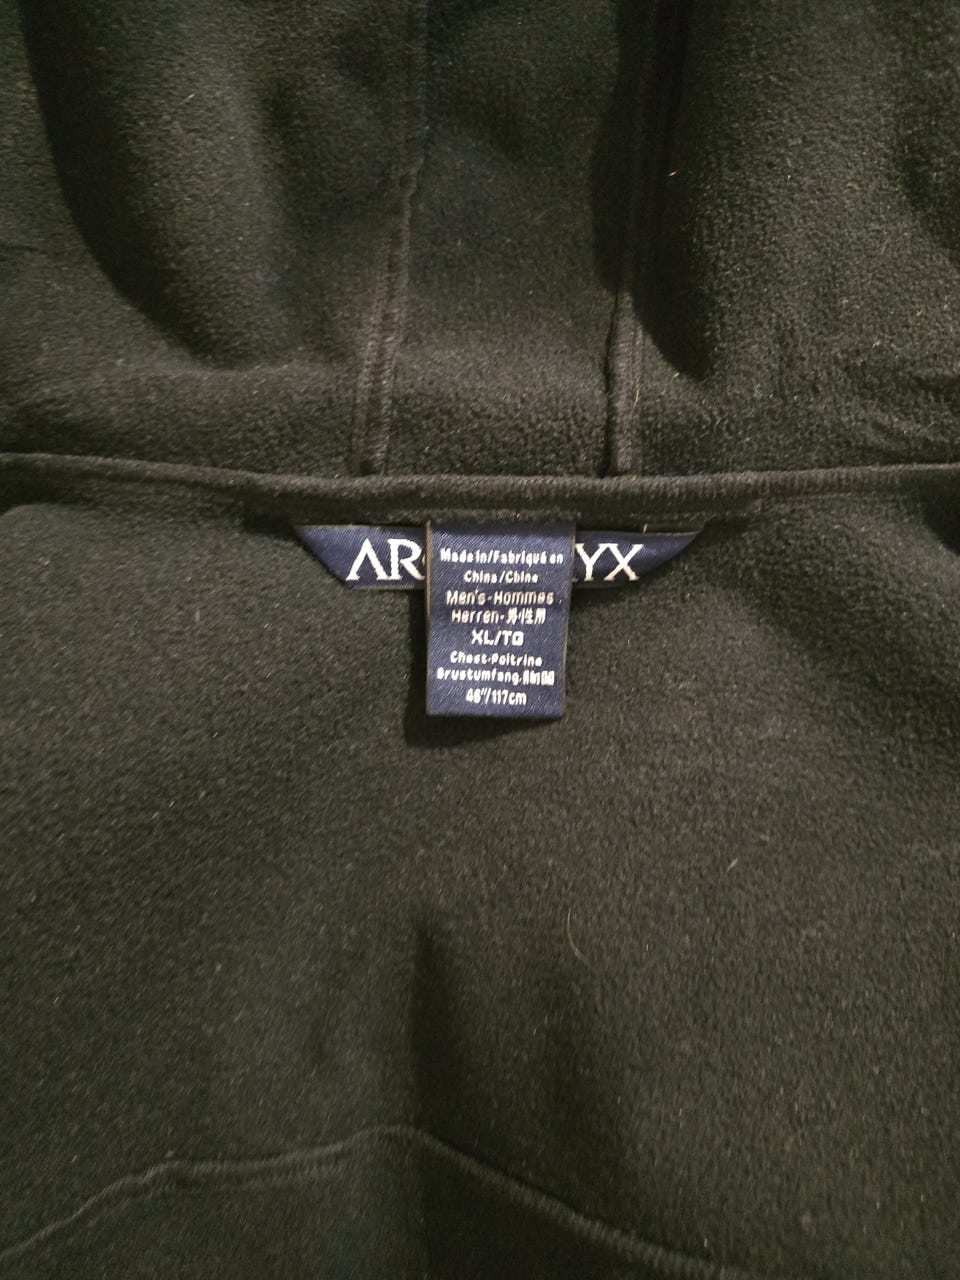 ARC YX
Made in/Fabriqué en
China/Chine
Men's-Hommes
Herren-男性用
XL/TG
Chest-Poitrine
Brustumfang
46"/117cm